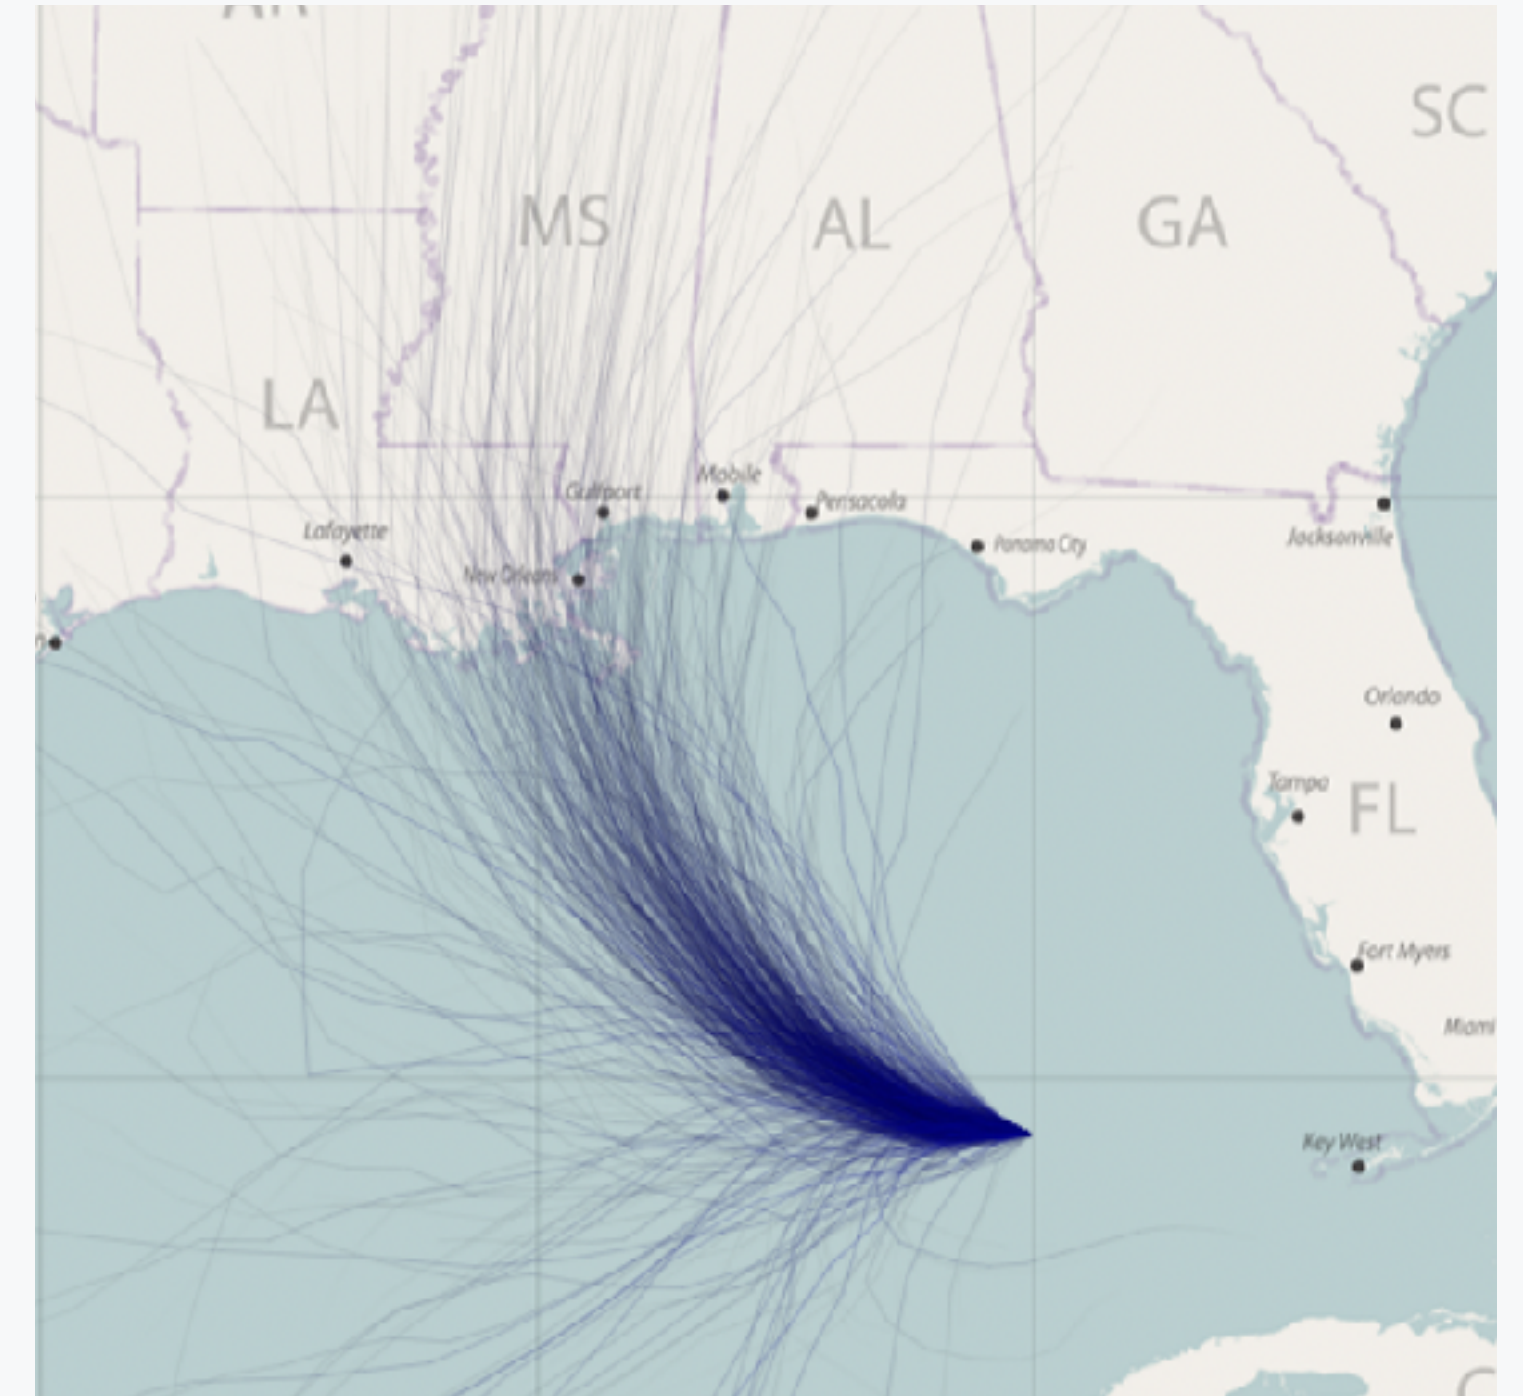 AR
SC
MS
AL
GA
LA
Mobile
Gulfport
Pensacola
Lafayette
Jacksonville
Panama City
New Orleans
Orlando
Tampa
FL
Fort Myers
Miami
Key West